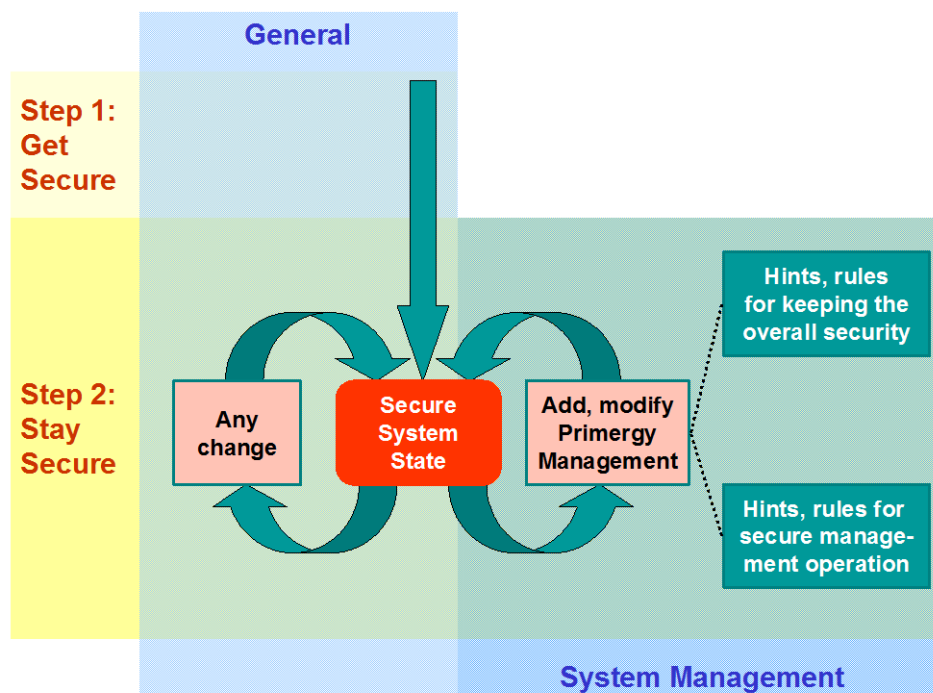 General
Step 1:
Get
Secure
Step 2:
Stay
Secure
Any
change
Secure
System
State
Add, modify
Primergy
Management
Hints, rules
for keeping the
overall security
Hints, rules for
secure manage-
ment operation
System Management